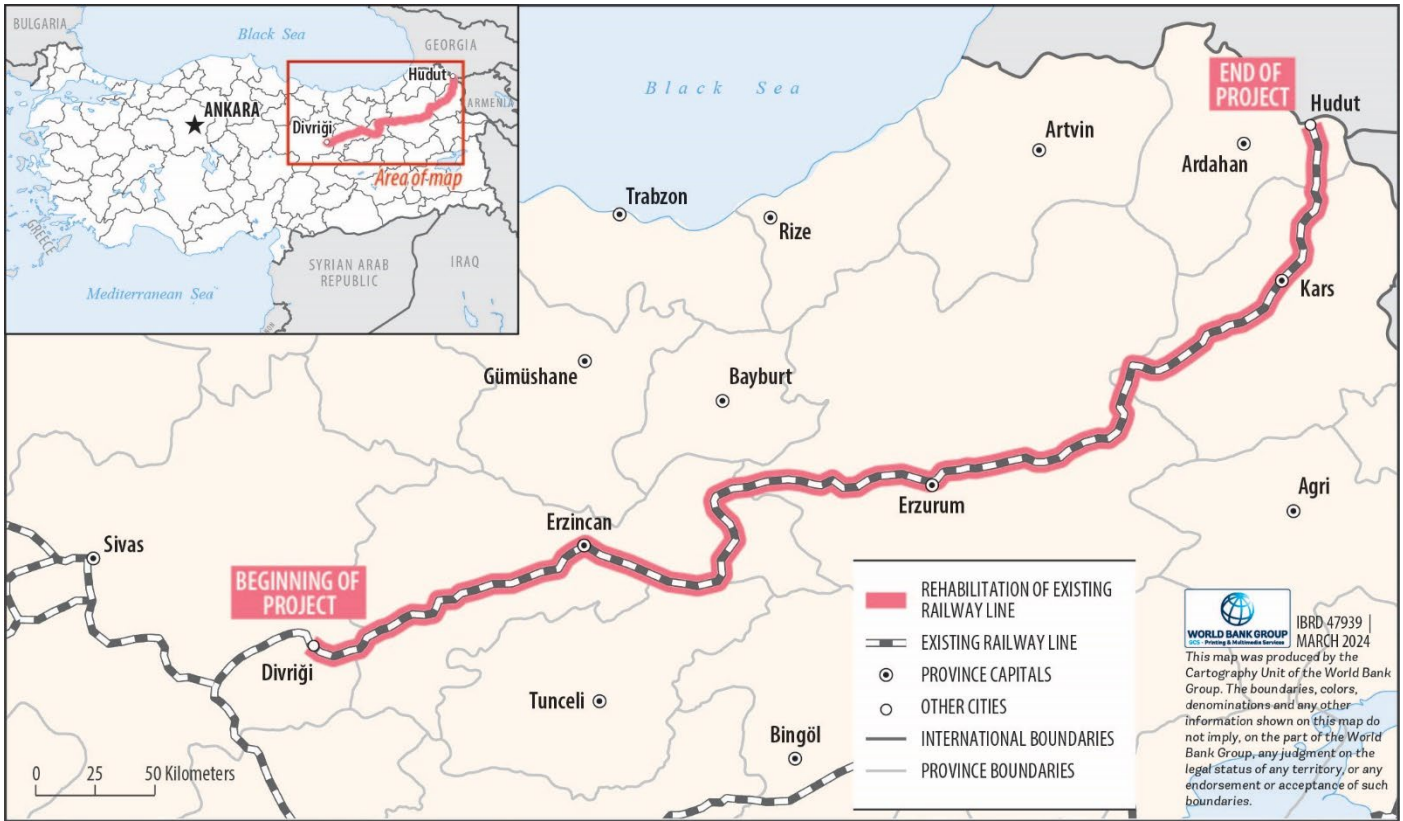 BULGARIA
Black Sea
GEORGIA
Hudut
ARMENIA
ANKARA
Divriği
Area of map
GREECE
SYRIAN ARAB
REPUBLIC
IRAQ
Mediterranean Sea
Black Sea
END OF
PROJECT
Hudut
Artvin
Ardahan
Trabzon
Rize
Kars
Gümüshane
Bayburt
Agri
Erzurum
Erzincan
Sivas
BEGINNING OF
PROJECT
Divriği
Tunceli
Bingöl
0 25 50 Kilometers
REHABILITATION OF EXISTING
RAILWAY LINE
EXISTING RAILWAY LINE
PROVINCE CAPITALS
OTHER CITIES
INTERNATIONAL BOUNDARIES
PROVINCE BOUNDARIES
WORLD BANK GROUP
GCS - Printing & Multimedia Services
IBRD 47939 |
MARCH 2024
This map was produced by the
Cartography Unit of the World Bank
Group. The boundaries, colors,
denominations and any other
information shown on this map do
not imply, on the part of the World
Bank Group, any judgment on the
legal status of any territory, or any
endorsement or acceptance of such
boundaries.